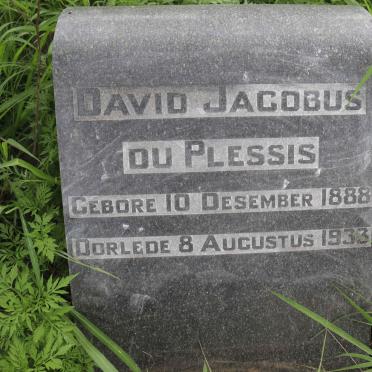 DAVID JACOBUS
DU PLESSIS
GEBORE 10 DESEMBER 1888
OORLEDE 8 AUGUSTUS 1933